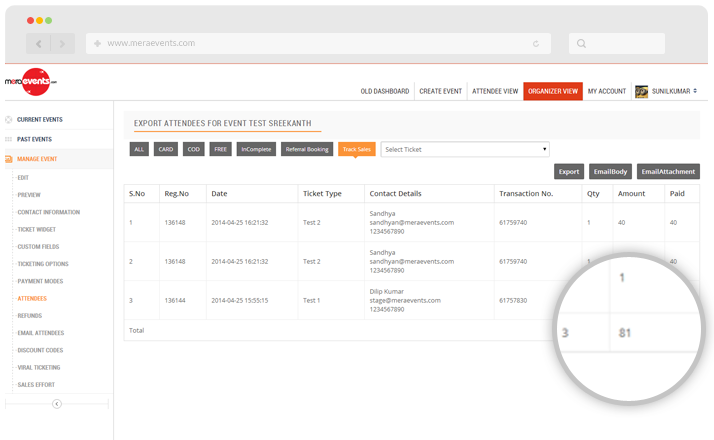 www.meraevents.com
meraevents.com
OLD DASHBOARD CREATE EVENT ATTENDEE VIEW ORGANIZER VIEW MY ACCOUNT SUNILKUMAR
CURRENT EVENTS
PAST EVENTS
MANAGE EVENT
EDIT
PREVIEW
CONTACT INFORMATION
TICKET WIDGET
CUSTOM FIELDS
TICKETING OPTIONS
PAYMENT MODES
ATTENDEES
REFUNDS
EMAIL ATTENDEES
DISCOUNT CODES
VIRAL TICKETING
SALES EFFORT
EXPORT ATTENDEES FOR EVENT TEST SREEKANTH
ALL CARD COD FREE InComplete Referral Booking Track Sales Select Ticket
Export EmailBody EmailAttachment
S.No Reg.No Date Ticket Type Contact Details Transaction No. Qty Amount Paid
Sandhya
1 136148 2014-04-25 16:21:32 Test 2 sandhyan@meraevents.com 61759740 1 40 40
1234567890
Sandhya
2 136148 2014-04-25 16:21:32 Test 2 sandhyan@meraevents.com 61759740 1 40 40
1234567890
Dilip Kumar
3 136144 2014-04-25 15:55:15 Test 1 stage@meraevents.com 61757830 1
1234567890
Total 3 81